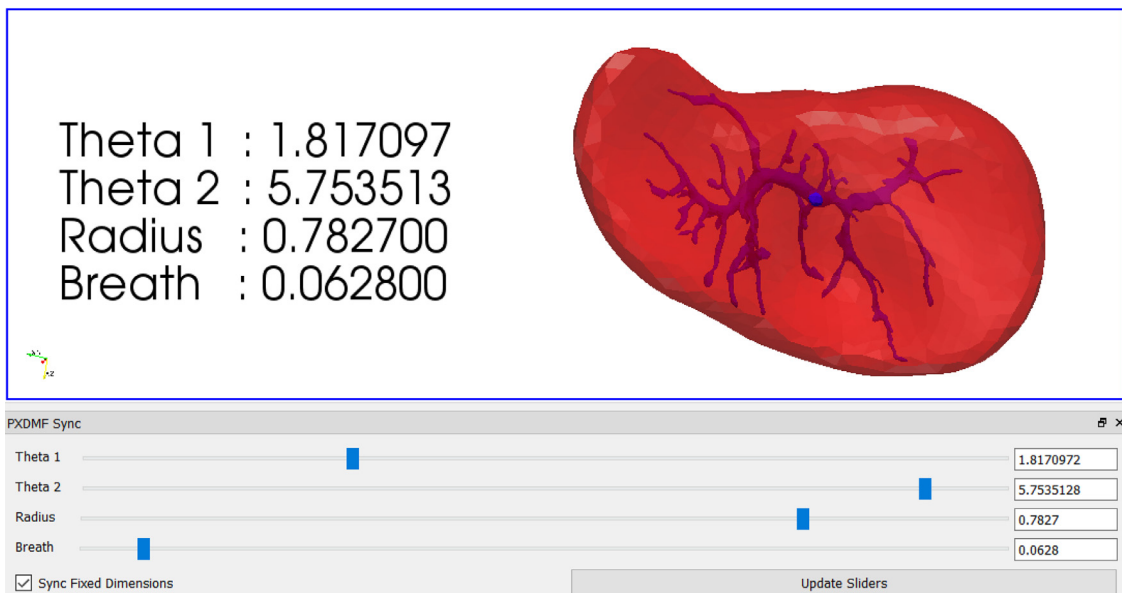 Theta 1 : 1.817097
Theta 2 : 5.753513
Radius : 0.782700
Breath : 0.062800
PXDMF Sync
Theta 1 1.8170972
Theta 2 5.7535128
Radius 0.7827
Breath 0.0628
Sync Fixed Dimensions Update Sliders